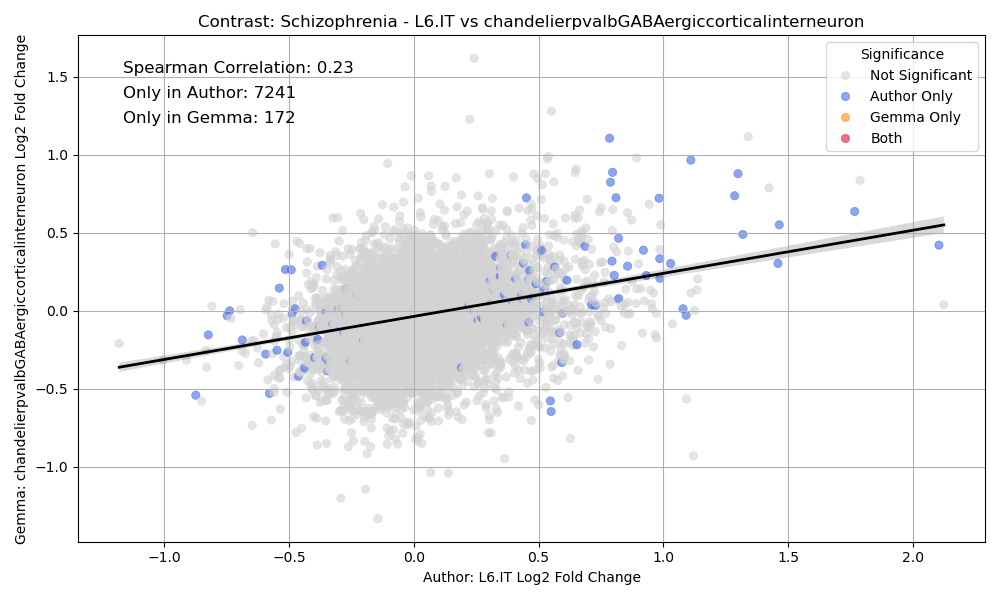 Contrast: Schizophrenia - L6.IT vs chandelierpvalbGABAergiccorticalinterneuron
Gemma: chandelierpvalbGABAergiccorticalinterneuron Log2 Fold Change
1.5
1.0
0.5
0.0
−0.5
−1.0
Spearman Correlation: 0.23
Only in Author: 7241
Only in Gemma: 172
Significance
Not Significant
Author Only
Gemma Only
Both
−1.0 −0.5 0.0 0.5 1.0 1.5 2.0
Author: L6.IT Log2 Fold Change